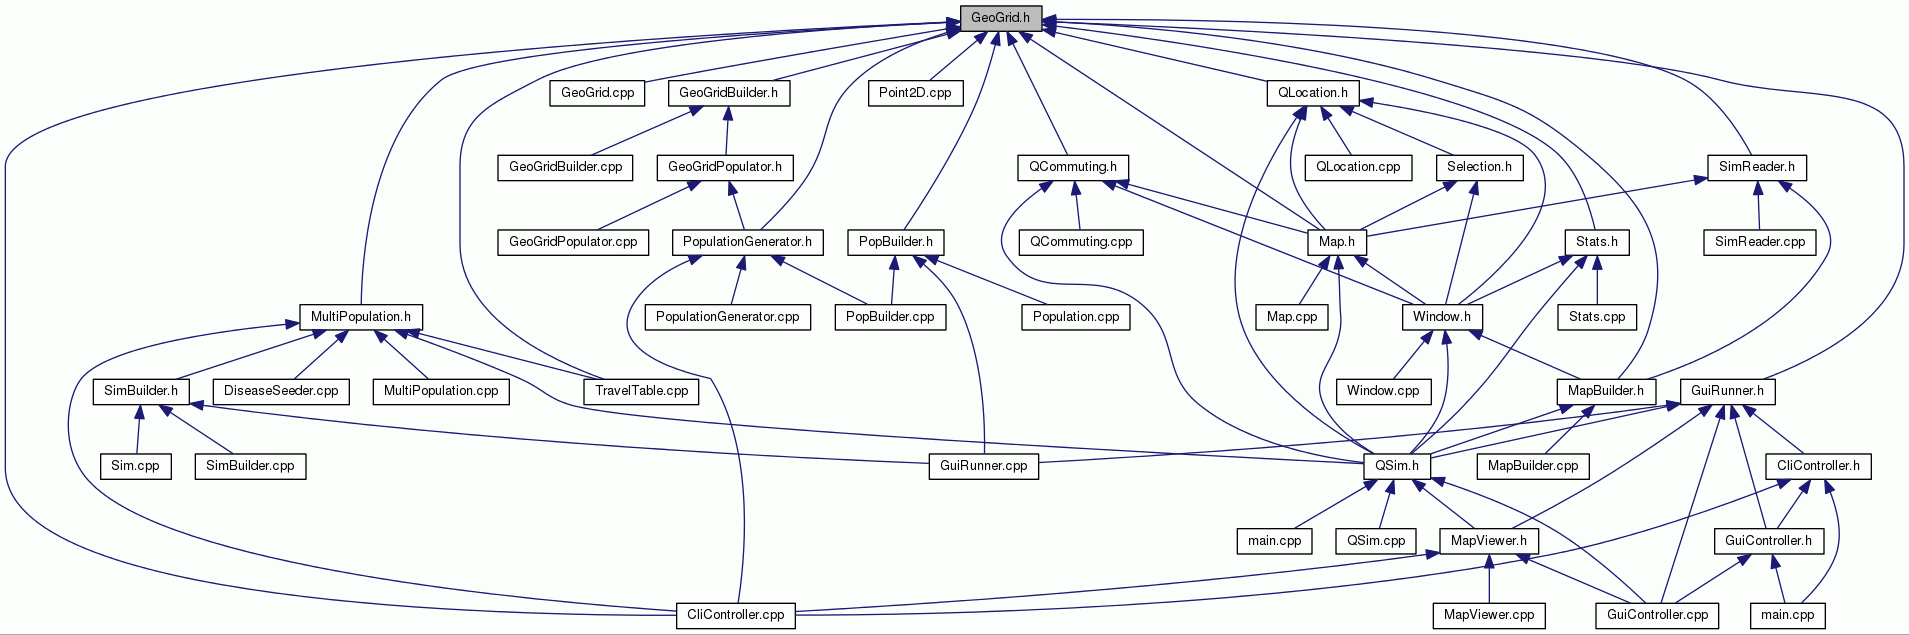 GeoGrid.h
GeoGrid.cpp
GeoGridBuilder.h
Point2D.cpp
QLocation.h
GeoGridBuilder.cpp
GeoGridPopulator.h
QCommuting.h
QLocation.cpp
Selection.h
SimReader.h
GeoGridPopulator.cpp
PopulationGenerator.h
PopBuilder.h
QCommuting.cpp
Map.h
Stats.h
SimReader.cpp
MultiPopulation.h
PopulationGenerator.cpp
PopBuilder.cpp
Population.cpp
Map.cpp
Window.h
Stats.cpp
SimBuilder.h
DiseaseSeeder.cpp
MultiPopulation.cpp
TravelTable.cpp
Window.cpp
MapBuilder.h
GuiRunner.h
Sim.cpp
SimBuilder.cpp
GuiRunner.cpp
QSim.h
MapBuilder.cpp
CliController.h
main.cpp
QSim.cpp
MapViewer.h
GuiController.h
CliController.cpp
MapViewer.cpp
GuiController.cpp
main.cpp